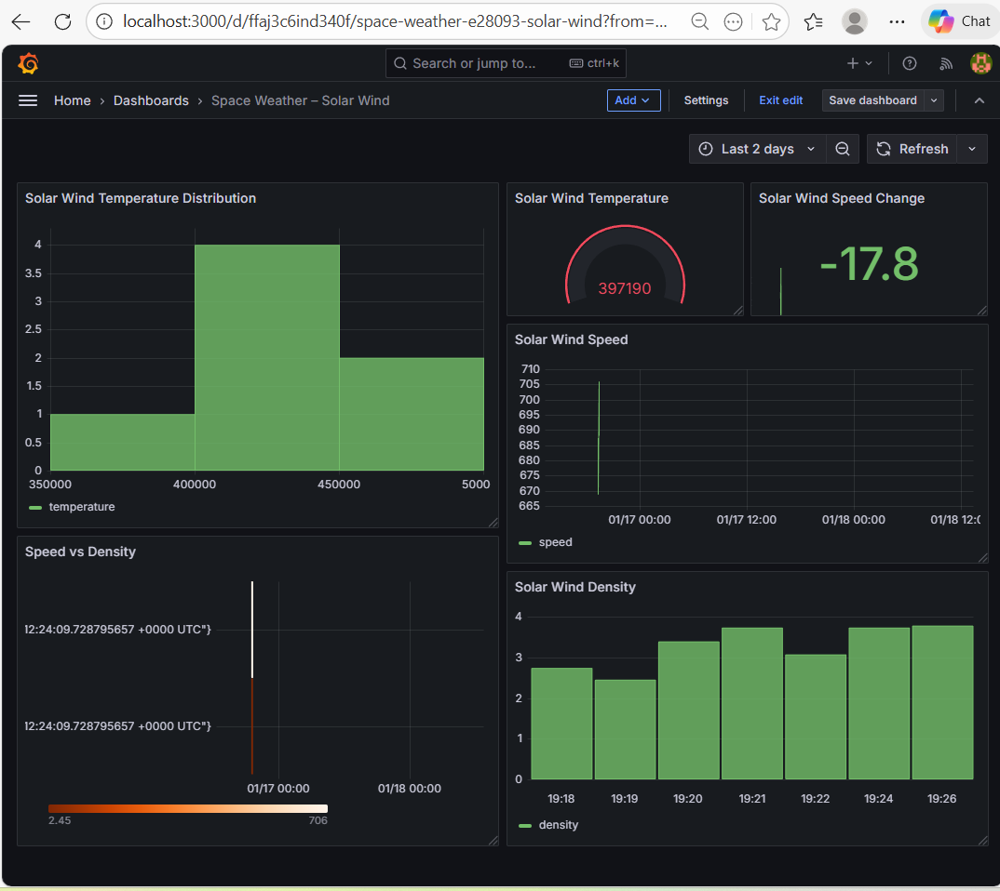 localhost:3000/d/ffaj3c6ind340f/space-weather-e28093-solar-wind?from=...
Chat
Search or jump to...
ctrl+k
Home › Dashboards › Space Weather – Solar Wind
Add
Settings
Exit edit
Save dashboard
Last 2 days
Refresh
Solar Wind Temperature Distribution
4
3.5
3
2.5
2
1.5
1
0.5
0
350000
400000
450000
5000
temperature
Solar Wind Temperature
397190
Solar Wind Speed Change
-17.8
Solar Wind Speed
710
705
700
695
690
685
680
675
670
665
01/17 00:00
01/17 12:00
01/18 00:00
01/18 12:0
speed
Speed vs Density
12:24:09.728795657 +0000 UTC"}
12:24:09.728795657 +0000 UTC"}
01/17 00:00
01/18 00:00
2.45
706
Solar Wind Density
4
3
2
1
0
19:18
19:19
19:20
19:21
19:22
19:24
19:26
density